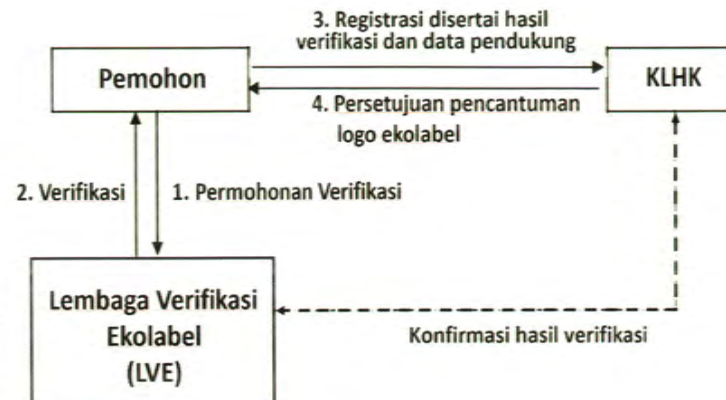 3. Registrasi disertai hasil
verifikasi dan data pendukung
Pemohon
KLHK
4. Persetujuan pencantuman
logo ekolabel
2. Verifikasi
1. Permohonan Verifikasi
Lembaga Verifikasi
Ekolabel
(LVE)
Konfirmasi hasil verifikasi